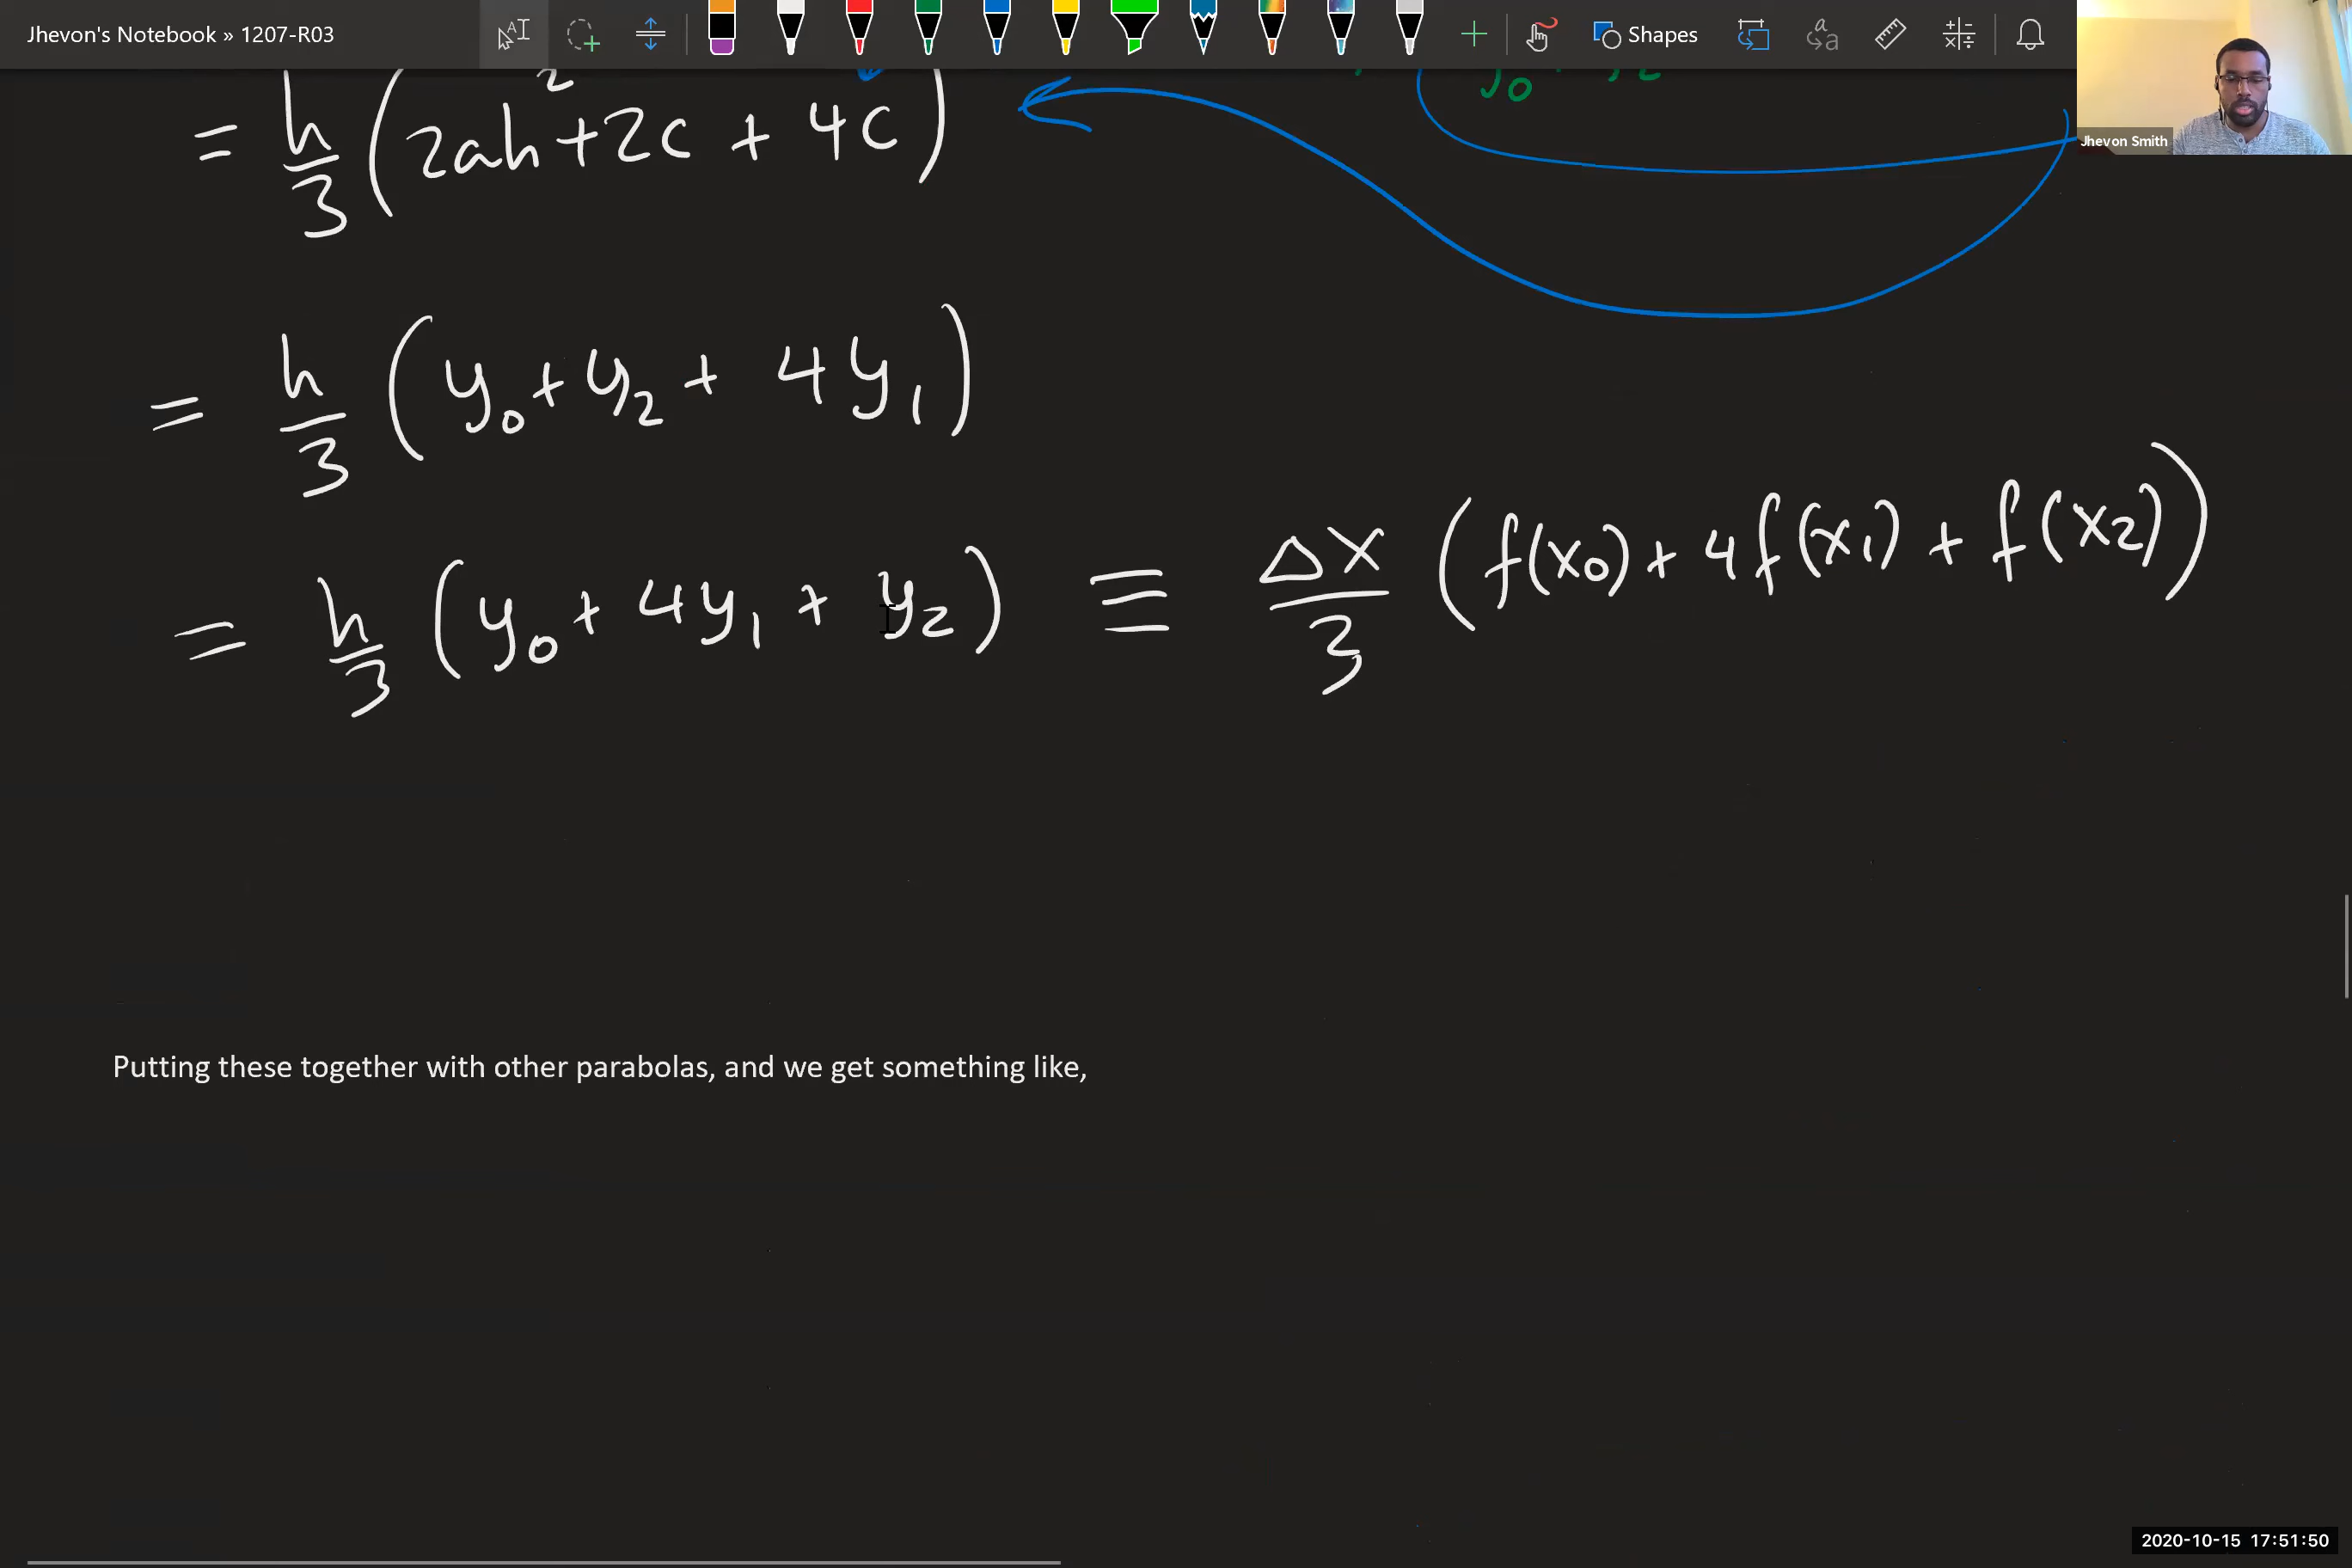 Jhevon's Notebook » 1207-R03
Shapes
Jhevon Smith
y₀ y₂
= h/3 (2ah² + 2c + 4c)
= h/3 (y₀ + y₂ + 4y₁)
= h/3 (y₀ + 4y₁ + y₂) ≡ Δx/3 (f(x₀) + 4f(x₁) + f(x₂))
Putting these together with other parabolas, and we get something like,
2020-10-15 17:51:50